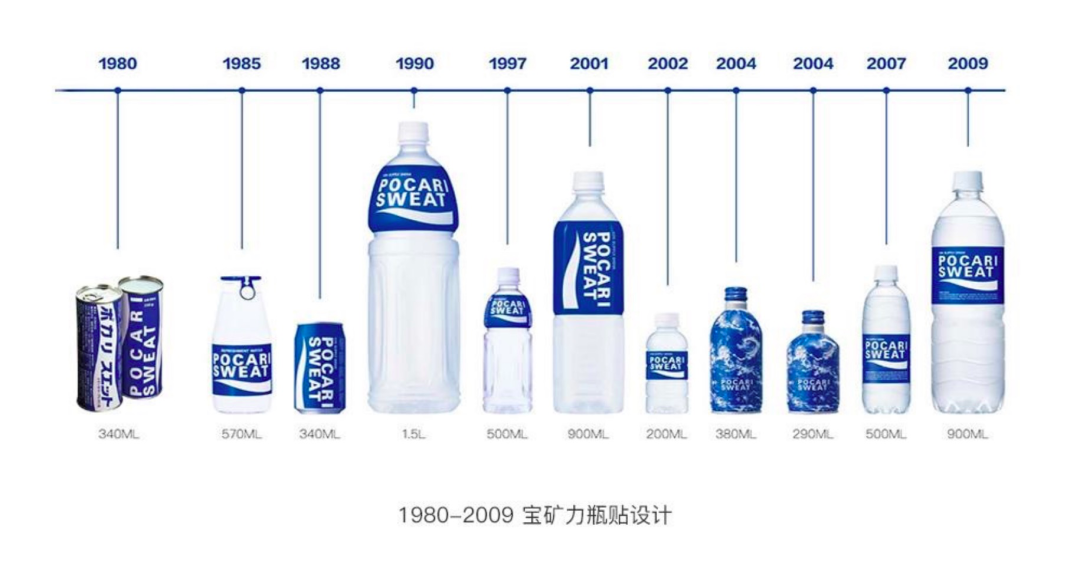 1980 1985 1988 1990 1997 2001 2002 2004 2004 2007 2009
ポカリスエット
POCARI
SWEAT
POCARI
SWEAT
POCARI
SWEAT
POCARI
SWEAT
POCARI
SWEAT
POCARI
SWEAT
POCARI
SWEAT
POCARI
SWEAT
POCARI
SWEAT
POCARI
SWEAT
POCARI
SWEAT
340ML 570ML 340ML 1.5L 500ML 900ML 200ML 380ML 290ML 500ML 900ML
1980-2009 宝矿力瓶贴设计